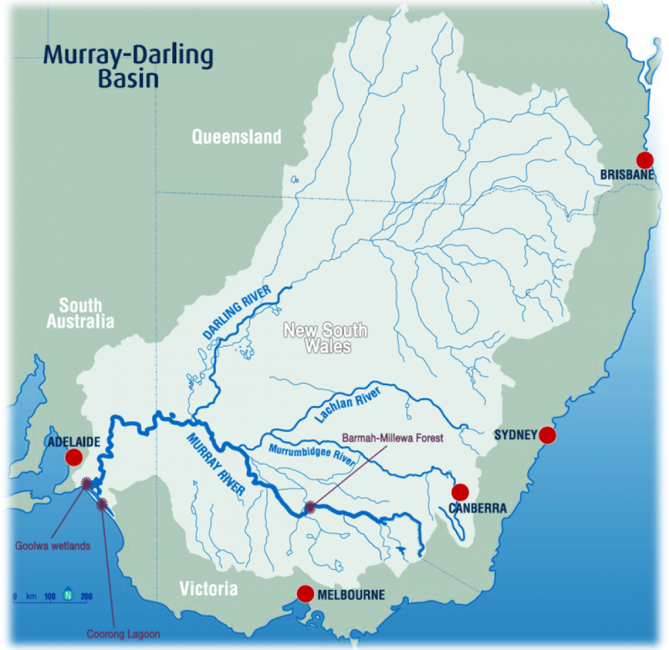 Murray-Darling
Basin
Queensland
BRISBANE
DARLING RIVER
South
Australia
New South
Wales
Lachlan River
Barmah-Millewa Forest
SYDNEY
ADELAIDE
MURRAY RIVER
Murrumbidgee River
CANBERRA
Goolwa wetlands
Victoria
MELBOURNE
0 km 100 N 200
Coorong Lagoon